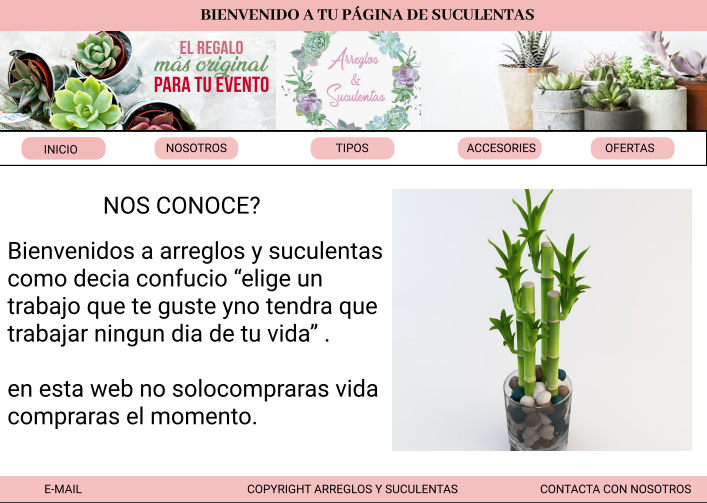 BIENVENIDO A TU PÁGINA DE SUCULENTAS
EL REGALO
más original
PARA TU EVENTO
Arreglos
&
Suculentas
INICIO
NOSOTROS
TIPOS
ACCESORIES
OFERTAS
NOS CONOCE?
Bienvenidos a arreglos y suculentas
como decia confucio “elige un
trabajo que te guste yno tendra que
trabajar ningun dia de tu vida” .
en esta web no solocompraras vida
compraras el momento.
E-MAIL
COPYRIGHT ARREGLOS Y SUCULENTAS
CONTACTA CON NOSOTROS